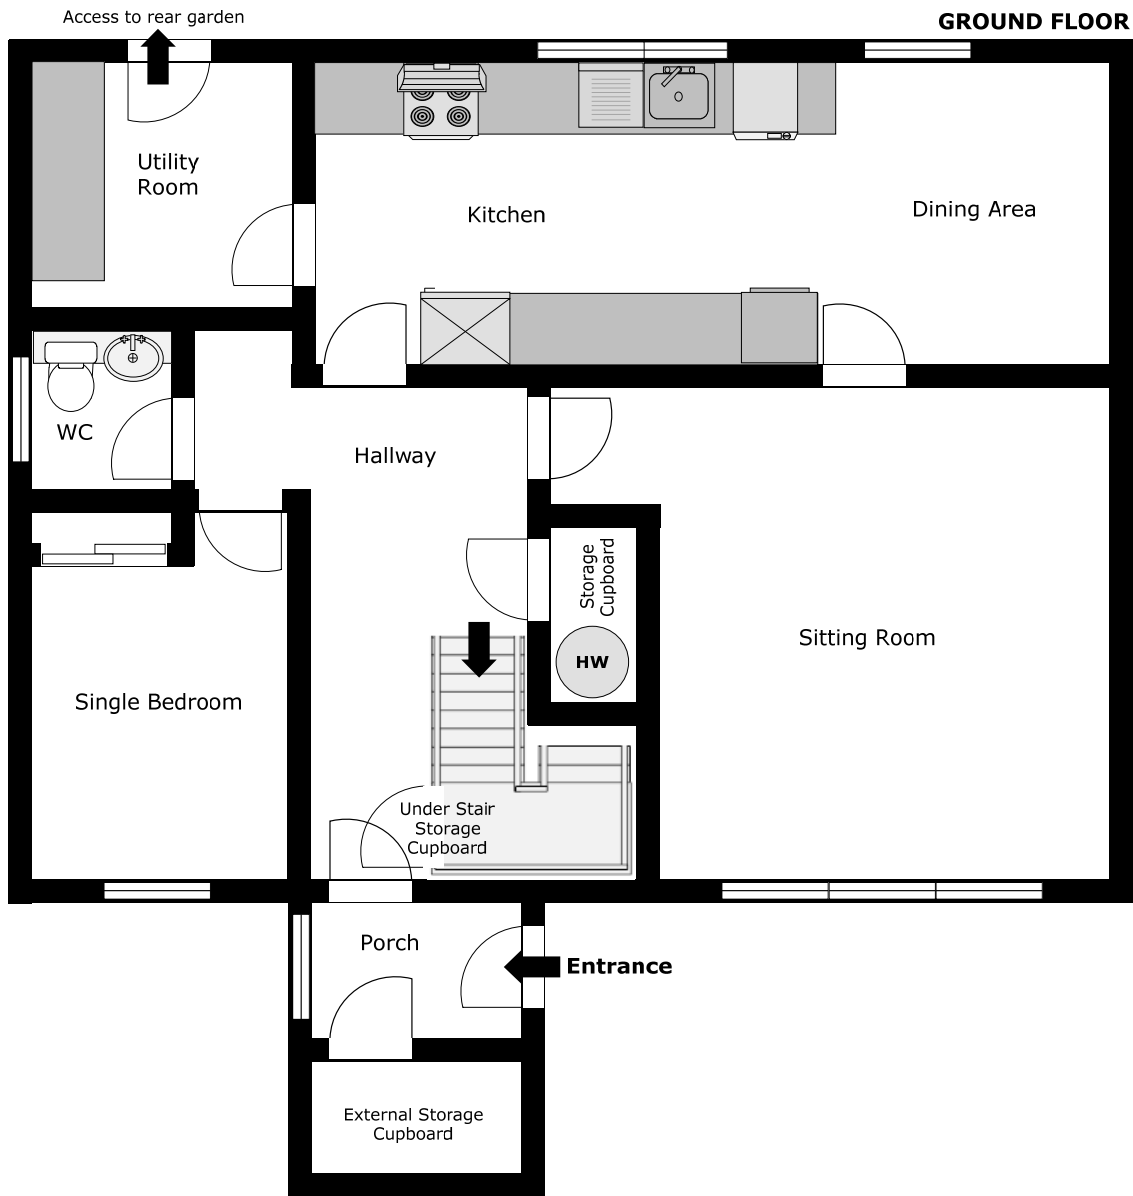 Access to rear garden
GROUND FLOOR
Utility
Room
Kitchen
Dining Area
WC
Hallway
Storage
Cupboard
HW
Sitting Room
Single Bedroom
Under Stair
Storage
Cupboard
Porch
Entrance
External Storage
Cupboard